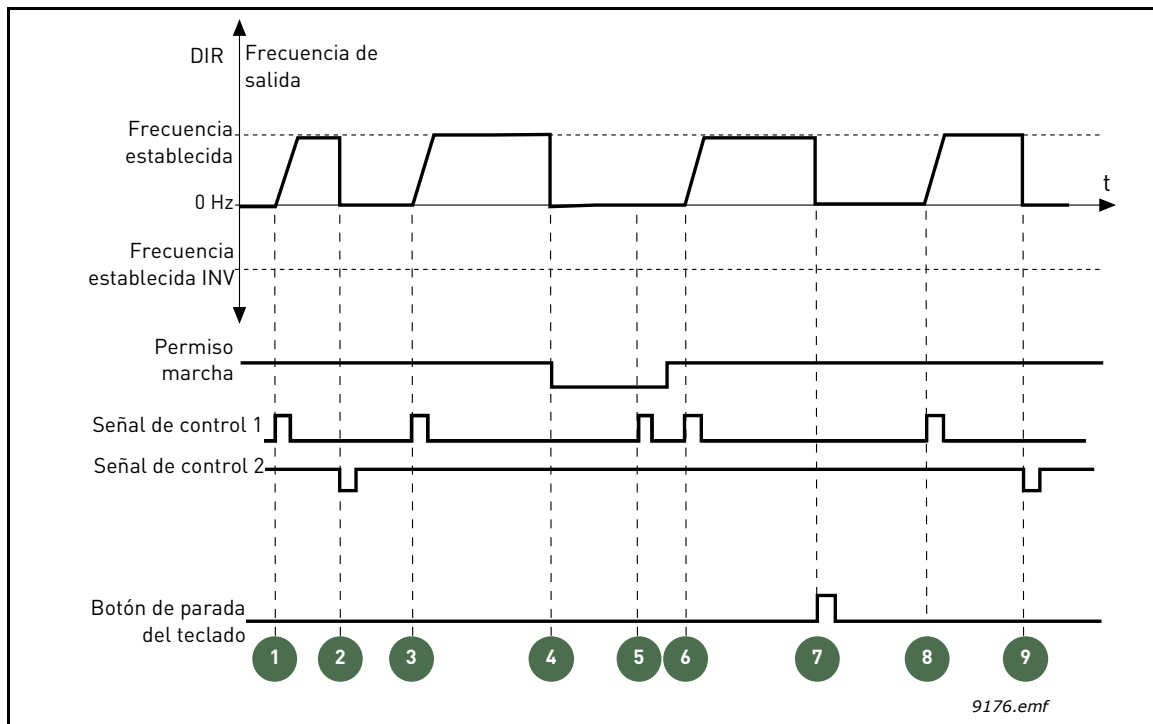 DIR
Frecuencia de
salida
Frecuencia
establecida
0 Hz
t
Frecuencia
establecida INV
Permiso
marcha
Señal de control 1
Señal de control 2
Botón de parada
del teclado
1 2 3 4 5 6 7 8 9
9176.emf